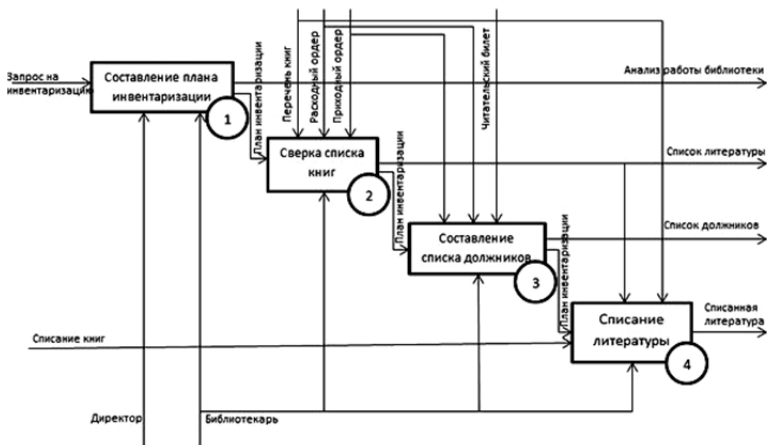 Запрос на
инвентаризацию
Составление плана
инвентаризации
1
План инвентаризации
Перечень книг
Расходный ордер
Приходный ордер
Читательский билет
Анализ работы библиотеки
Сверка списка
книг
2
План инвентаризации
Список литературы
Составление
списка должников
3
План инвентаризации
Список должников
Списание
литературы
4
Списанная
литература
Списание книг
Директор
Библиотекарь